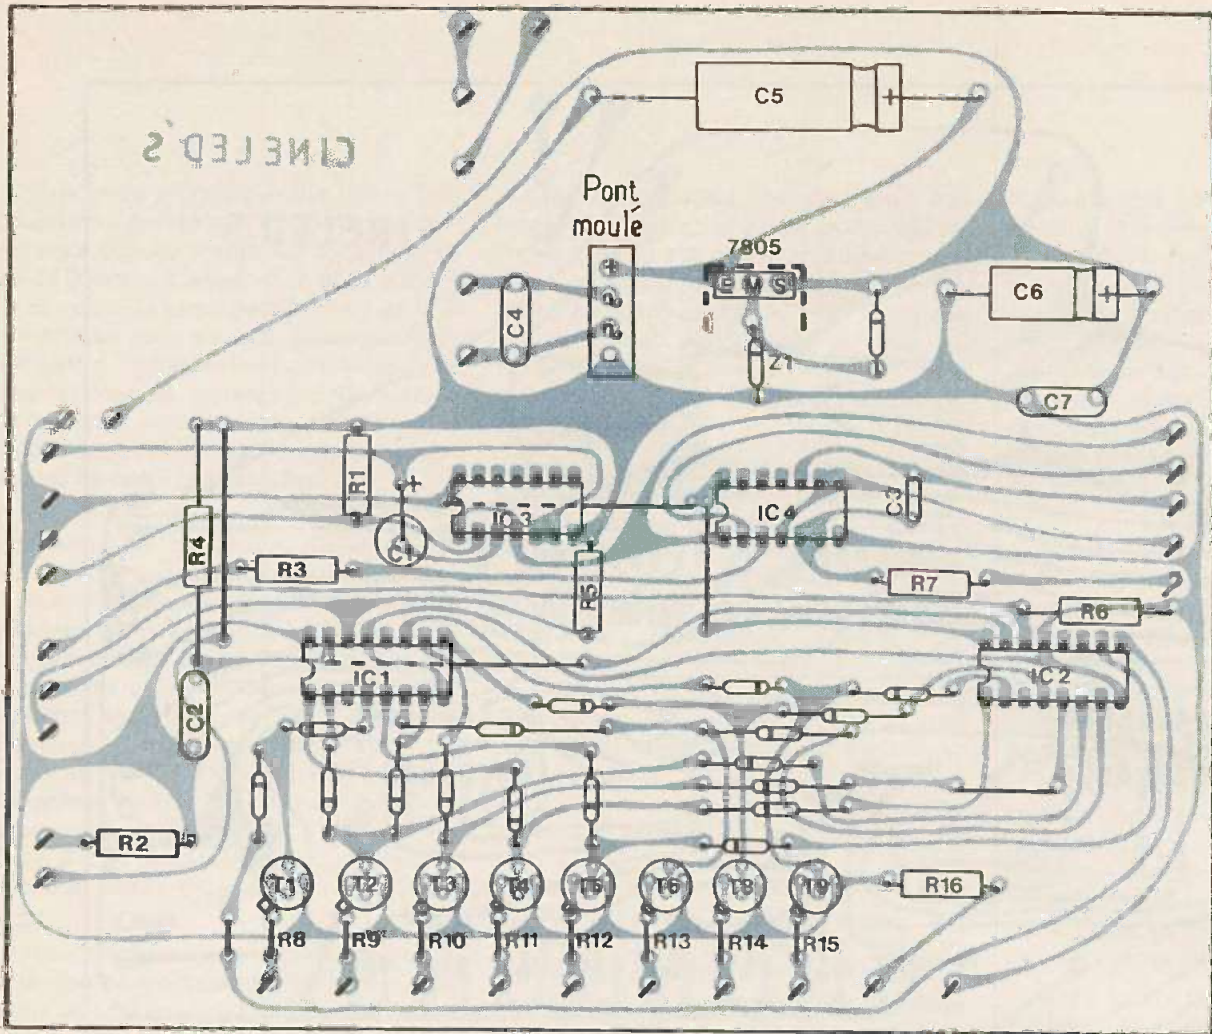 C5
CINELED'S
Pont
moulé
7805
+
E M S
C4
C6
+
Z1
C7
R1
+
IC3
IC4
C3
R4
C1
R3
R5
R7
R6
IC1
IC2
C2
R2
T1
T2
T3
T4
T5
T6
T8
T9
R16
R8
R9
R10
R11
R12
R13
R14
R15